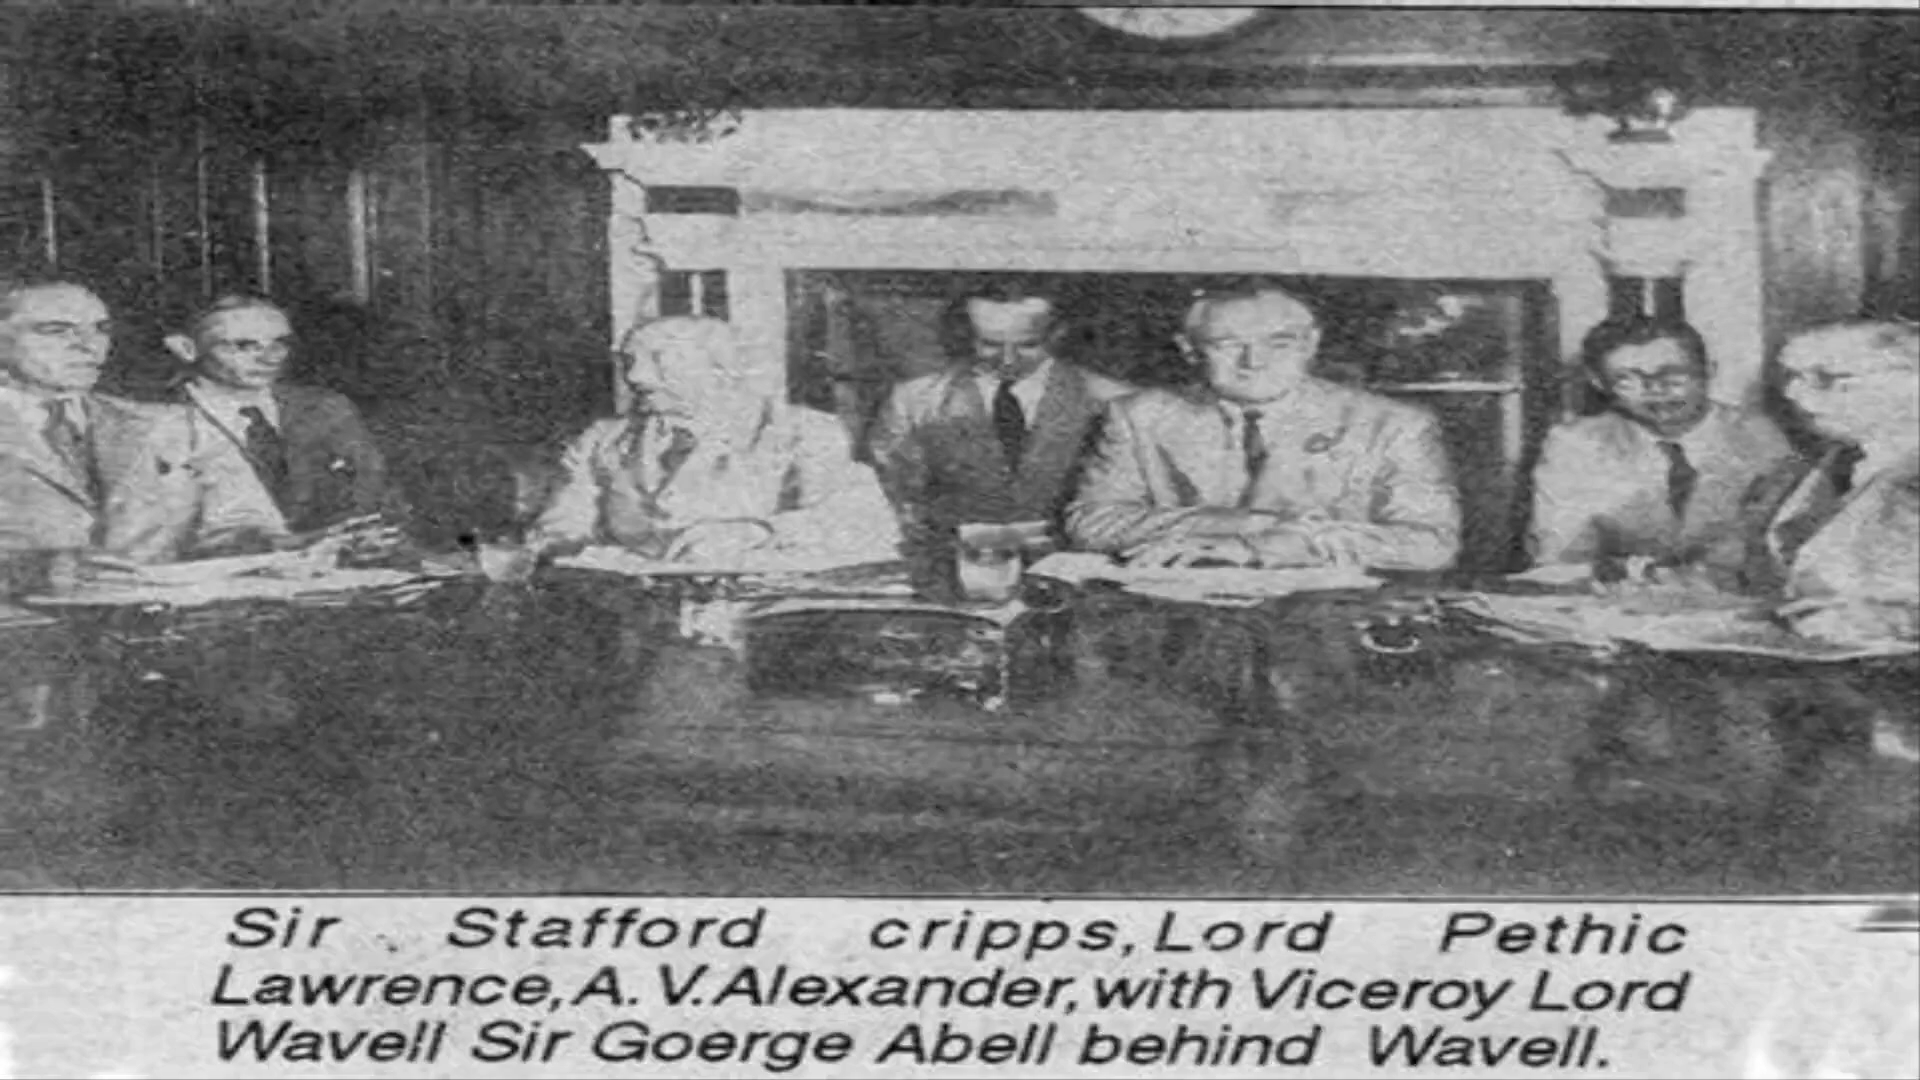 Sir Stafford cripps, Lord Pethic
Lawrence, A. V. Alexander, with Viceroy Lord
Wavell Sir Goerge Abell behind Wavell.